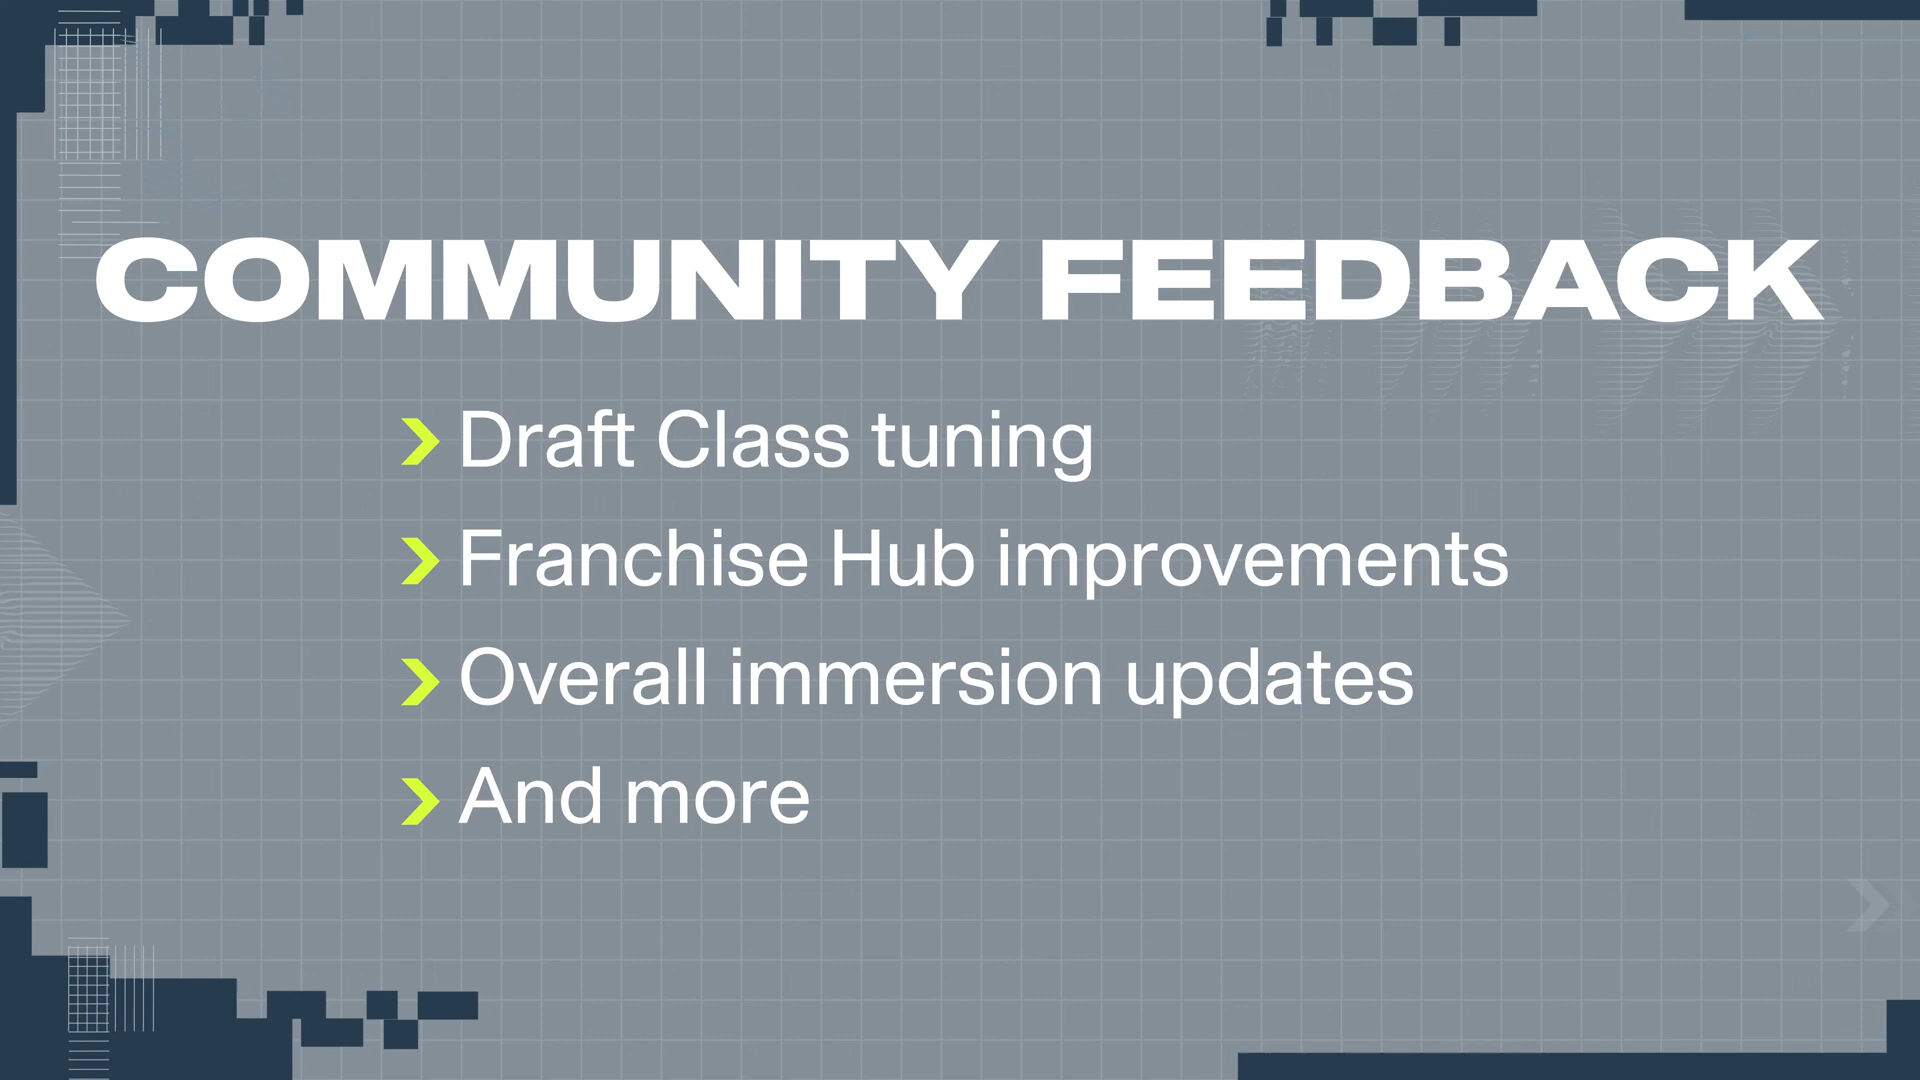 COMMUNITY FEEDBACK
Draft Class tuning
Franchise Hub improvements
Overall immersion updates
And more